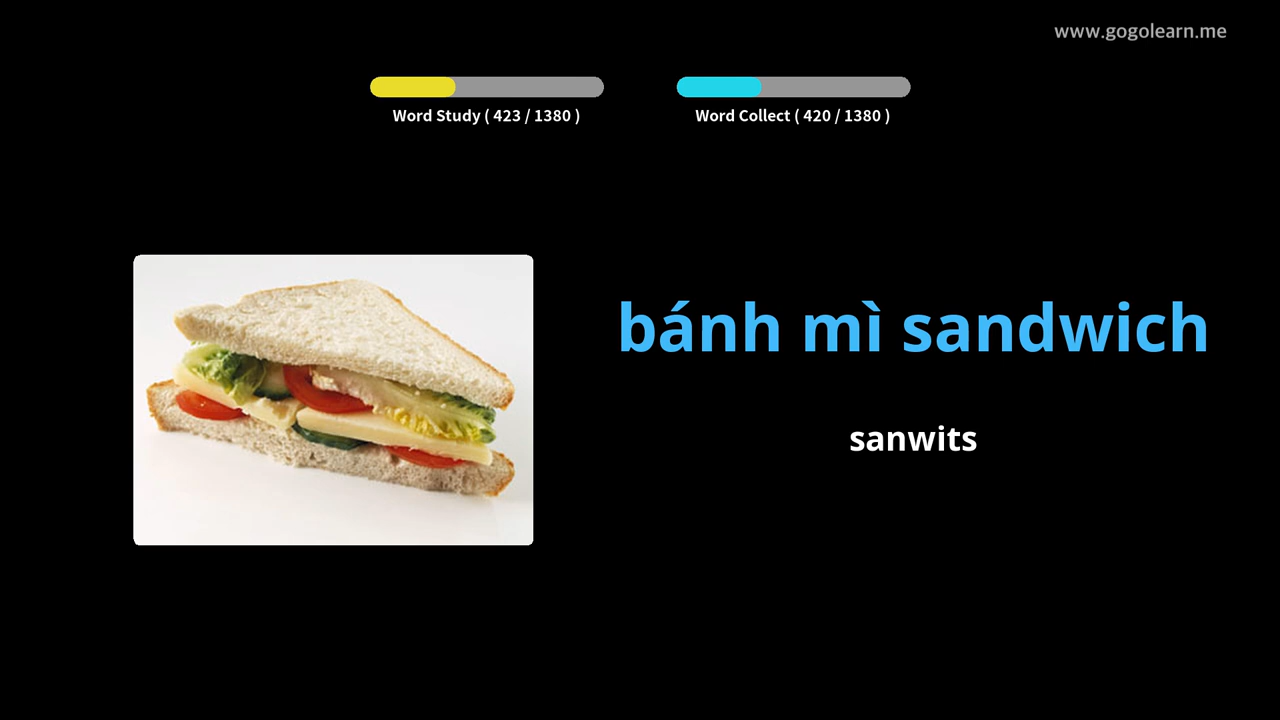 www.gogolearn.me
Word Study ( 423 / 1380 )
Word Collect ( 420 / 1380 )
bánh mì sandwich
sanwits